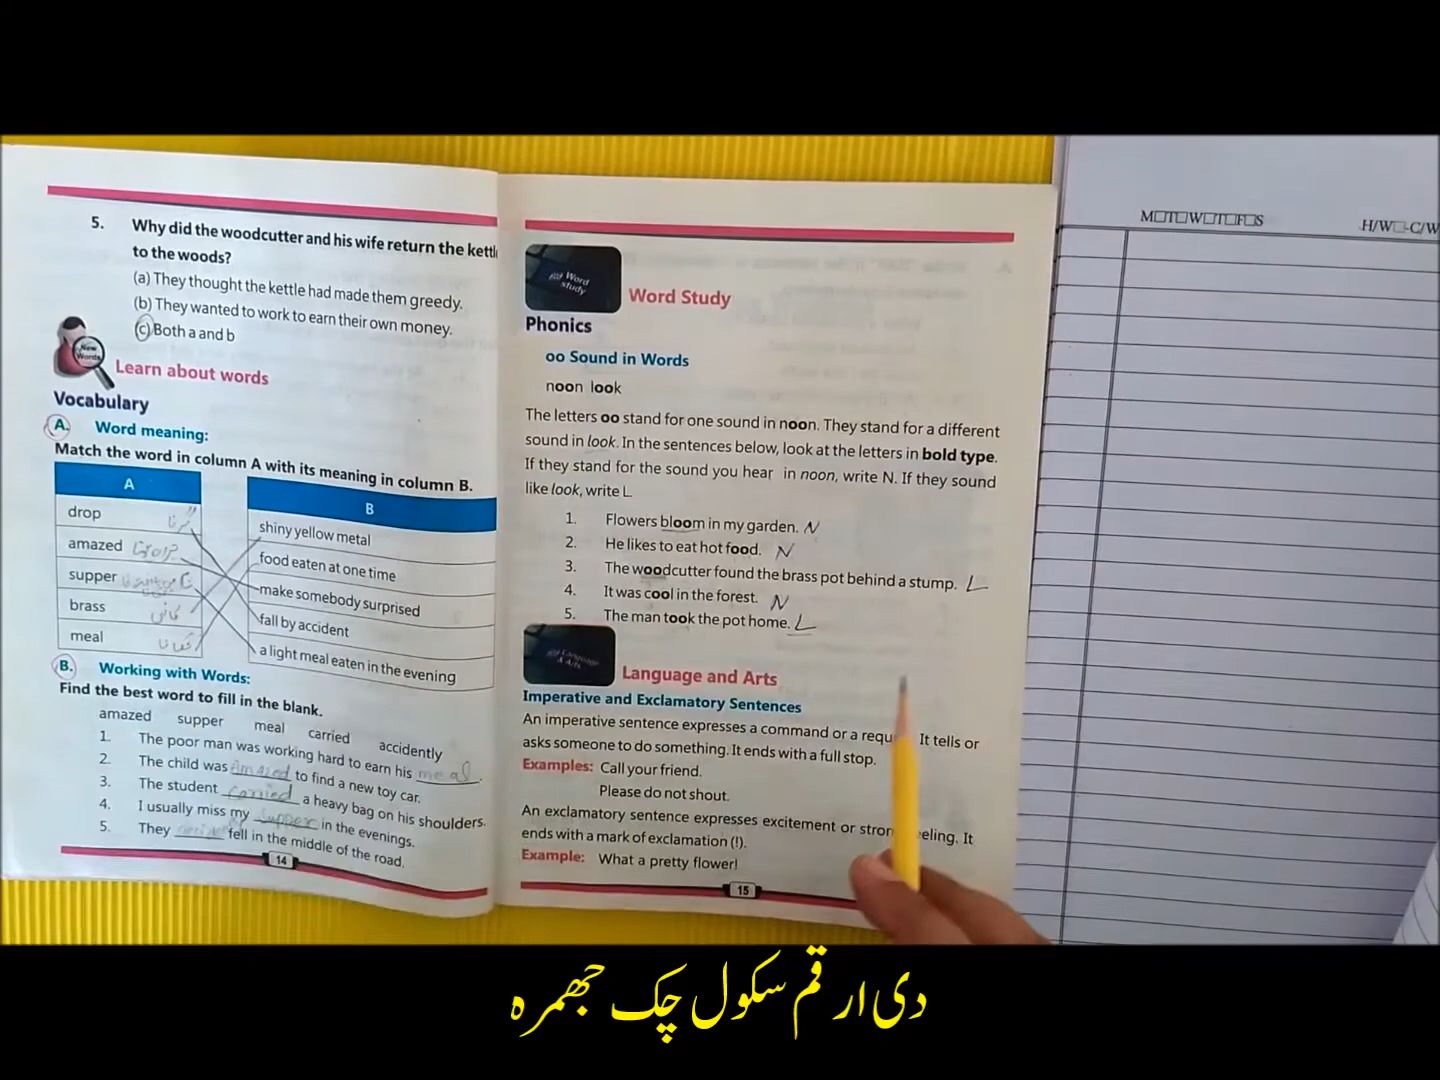 5. Why did the woodcutter and his wife return the kettl
to the woods?
(a) They thought the kettle had made them greedy.
(b) They wanted to work to earn their own money.
(c) Both a and b
New Words
Learn about words
Vocabulary
A. Word meaning:
Match the word in column A with its meaning in column B.
A
B
drop گرنا
shiny yellow metal
amazed
food eaten at one time
supper
make somebody surprised
brass
fall by accident
meal کھانا
a light meal eaten in the evening
B. Working with Words:
Find the best word to fill in the blank.
amazed supper meal carried accidently
1. The poor man was working hard to earn his meal.
2. The child was Amazed to find a new toy car.
3. The student carried a heavy bag on his shoulders.
4. I usually miss my supper in the evenings.
5. They fell in the middle of the road.
14
Word Study
Word Study
Phonics
oo Sound in Words
noon look
The letters oo stand for one sound in noon. They stand for a different
sound in look. In the sentences below, look at the letters in bold type.
If they stand for the sound you hear in noon, write N. If they sound
like look, write L
1. Flowers bloom in my garden. N
2. He likes to eat hot food. N
3. The woodcutter found the brass pot behind a stump. L
4. It was cool in the forest. N
5. The man took the pot home. L
Language & Arts
Language and Arts
Imperative and Exclamatory Sentences
An imperative sentence expresses a command or a requ It tells or
asks someone to do something. It ends with a full stop.
Examples: Call your friend.
Please do not shout.
An exclamatory sentence expresses excitement or stron eeling. It
ends with a mark of exclamation (!).
Example: What a pretty flower!
15
M□T□W□T□F□S H/W□-C/W
دی ارقم سکول چک جھمرہ